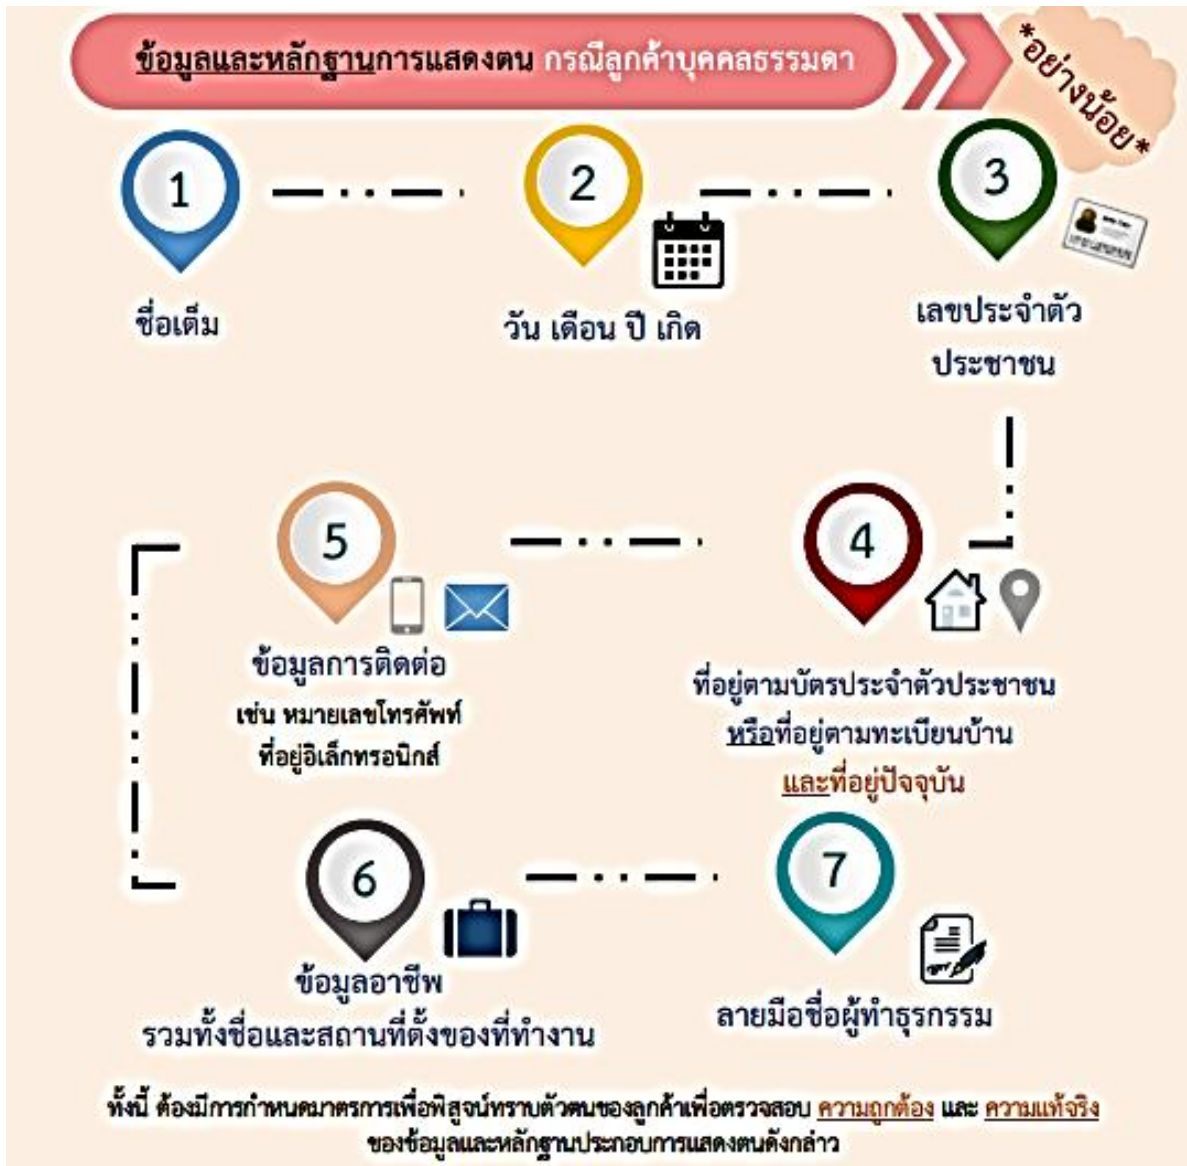 ข้อมูลและหลักฐานการแสดงตน กรณีลูกค้าบุคคลธรรมดา
*อย่างน้อย*
1
ชื่อเต็ม
2
วัน เดือน ปี เกิด
3
เลขประจำตัว
ประชาชน
4
ที่อยู่ตามบัตรประจำตัวประชาชน
หรือที่อยู่ตามทะเบียนบ้าน
และที่อยู่ปัจจุบัน
5
ข้อมูลการติดต่อ
เช่น หมายเลขโทรศัพท์
ที่อยู่อิเล็กทรอนิกส์
6
ข้อมูลอาชีพ
รวมทั้งชื่อและสถานที่ตั้งของที่ทำงาน
7
ลายมือชื่อผู้ทำธุรกรรม
ทั้งนี้ ต้องมีการกำหนดมาตรการเพื่อพิสูจน์ทราบตัวตนของลูกค้าเพื่อตรวจสอบ ความถูกต้อง และ ความแท้จริง
ของข้อมูลและหลักฐานประกอบการแสดงตนดังกล่าว